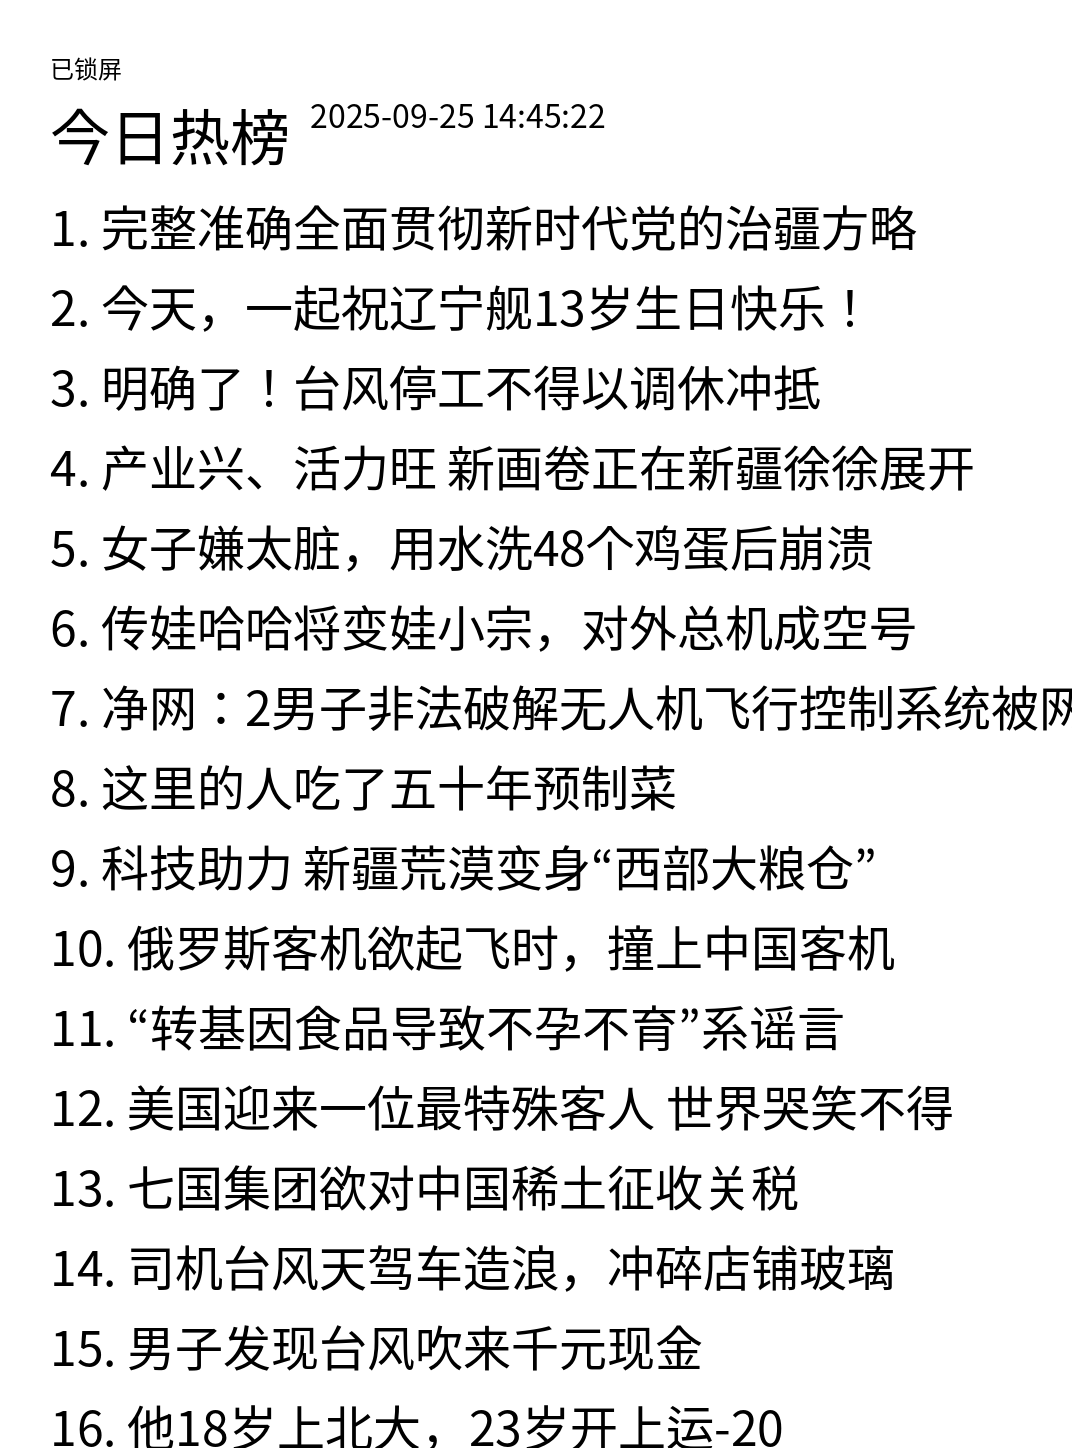 已锁屏
今日热榜 2025-09-25 14:45:22
1. 完整准确全面贯彻新时代党的治疆方略
2. 今天，一起祝辽宁舰13岁生日快乐！
3. 明确了！台风停工不得以调休冲抵
4. 产业兴、活力旺 新画卷正在新疆徐徐展开
5. 女子嫌太脏，用水洗48个鸡蛋后崩溃
6. 传娃哈哈将变娃小宗，对外总机成空号
7. 净网：2男子非法破解无人机飞行控制系统被网
8. 这里的人吃了五十年预制菜
9. 科技助力 新疆荒漠变身“西部大粮仓”
10. 俄罗斯客机欲起飞时，撞上中国客机
11. “转基因食品导致不孕不育”系谣言
12. 美国迎来一位最特殊客人 世界哭笑不得
13. 七国集团欲对中国稀土征收关税
14. 司机台风天驾车造浪，冲碎店铺玻璃
15. 男子发现台风吹来千元现金
16. 他18岁上北大，23岁开上运-20